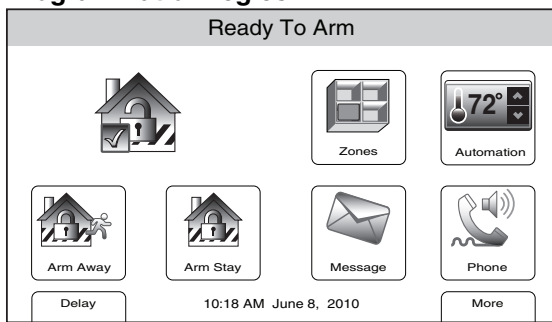 Ready To Arm
72°
Zones
Automation
Arm Away
Arm Stay
Message
Phone
Delay
10:18 AM June 8, 2010
More